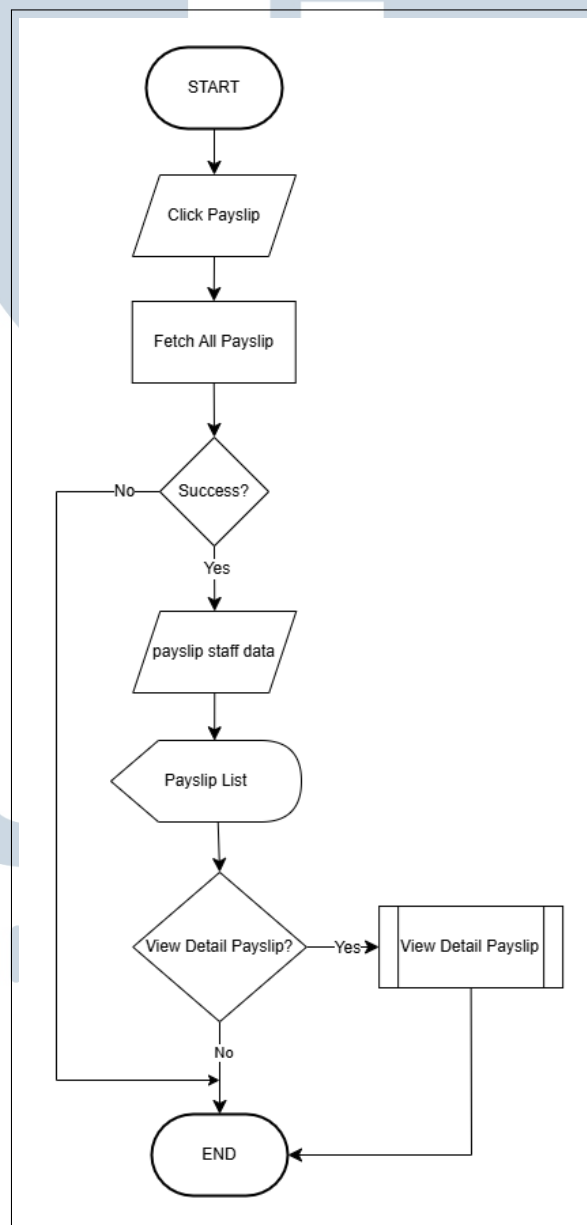 START
Click Payslip
Fetch All Payslip
Success?
No
Yes
payslip staff data
Payslip List
View Detail Payslip?
Yes
View Detail Payslip
No
END